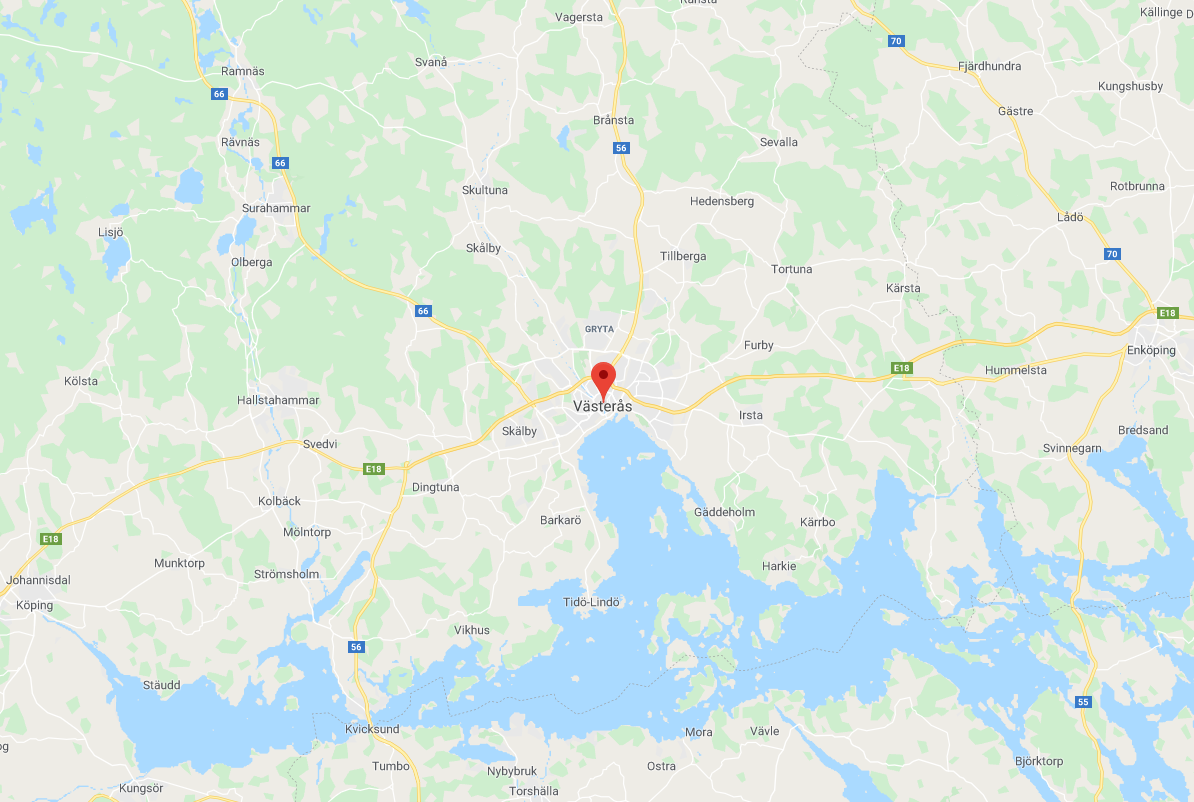 Ransta
Källinge
D
Vagersta
70
Svanå
Ramnäs
Fjärdhundra
Kungshusby
66
Gästre
Brånsta
Rävnäs
56
Sevalla
66
Skultuna
Rotbrunna
Hedensberg
Surahammar
Lådö
Lisjö
Skålby
70
Tillberga
Olberga
Tortuna
Kärsta
66
E18
GRYTA
Furby
Enköping
E18
Hummelsta
Kölsta
Hallstahammar
Västerås
Irsta
Skälby
Bredsand
Svedvi
Svinnegarn
E18
Dingtuna
Kolbäck
Gäddeholm
Barkarö
Kärrbo
Mölntorp
E18
Munktorp
Harkie
Strömsholm
Johannisdal
Köping
Tidö-Lindö
Vikhus
56
Stäudd
55
Kvicksund
Mora
Vävle
og
Tumbo
Ostra
Nybybruk
Björktorp
Kungsör
Torshälla